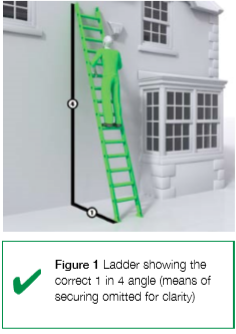 4
1
Figure 1 Ladder showing the
correct 1 in 4 angle (means of
securing omitted for clarity)